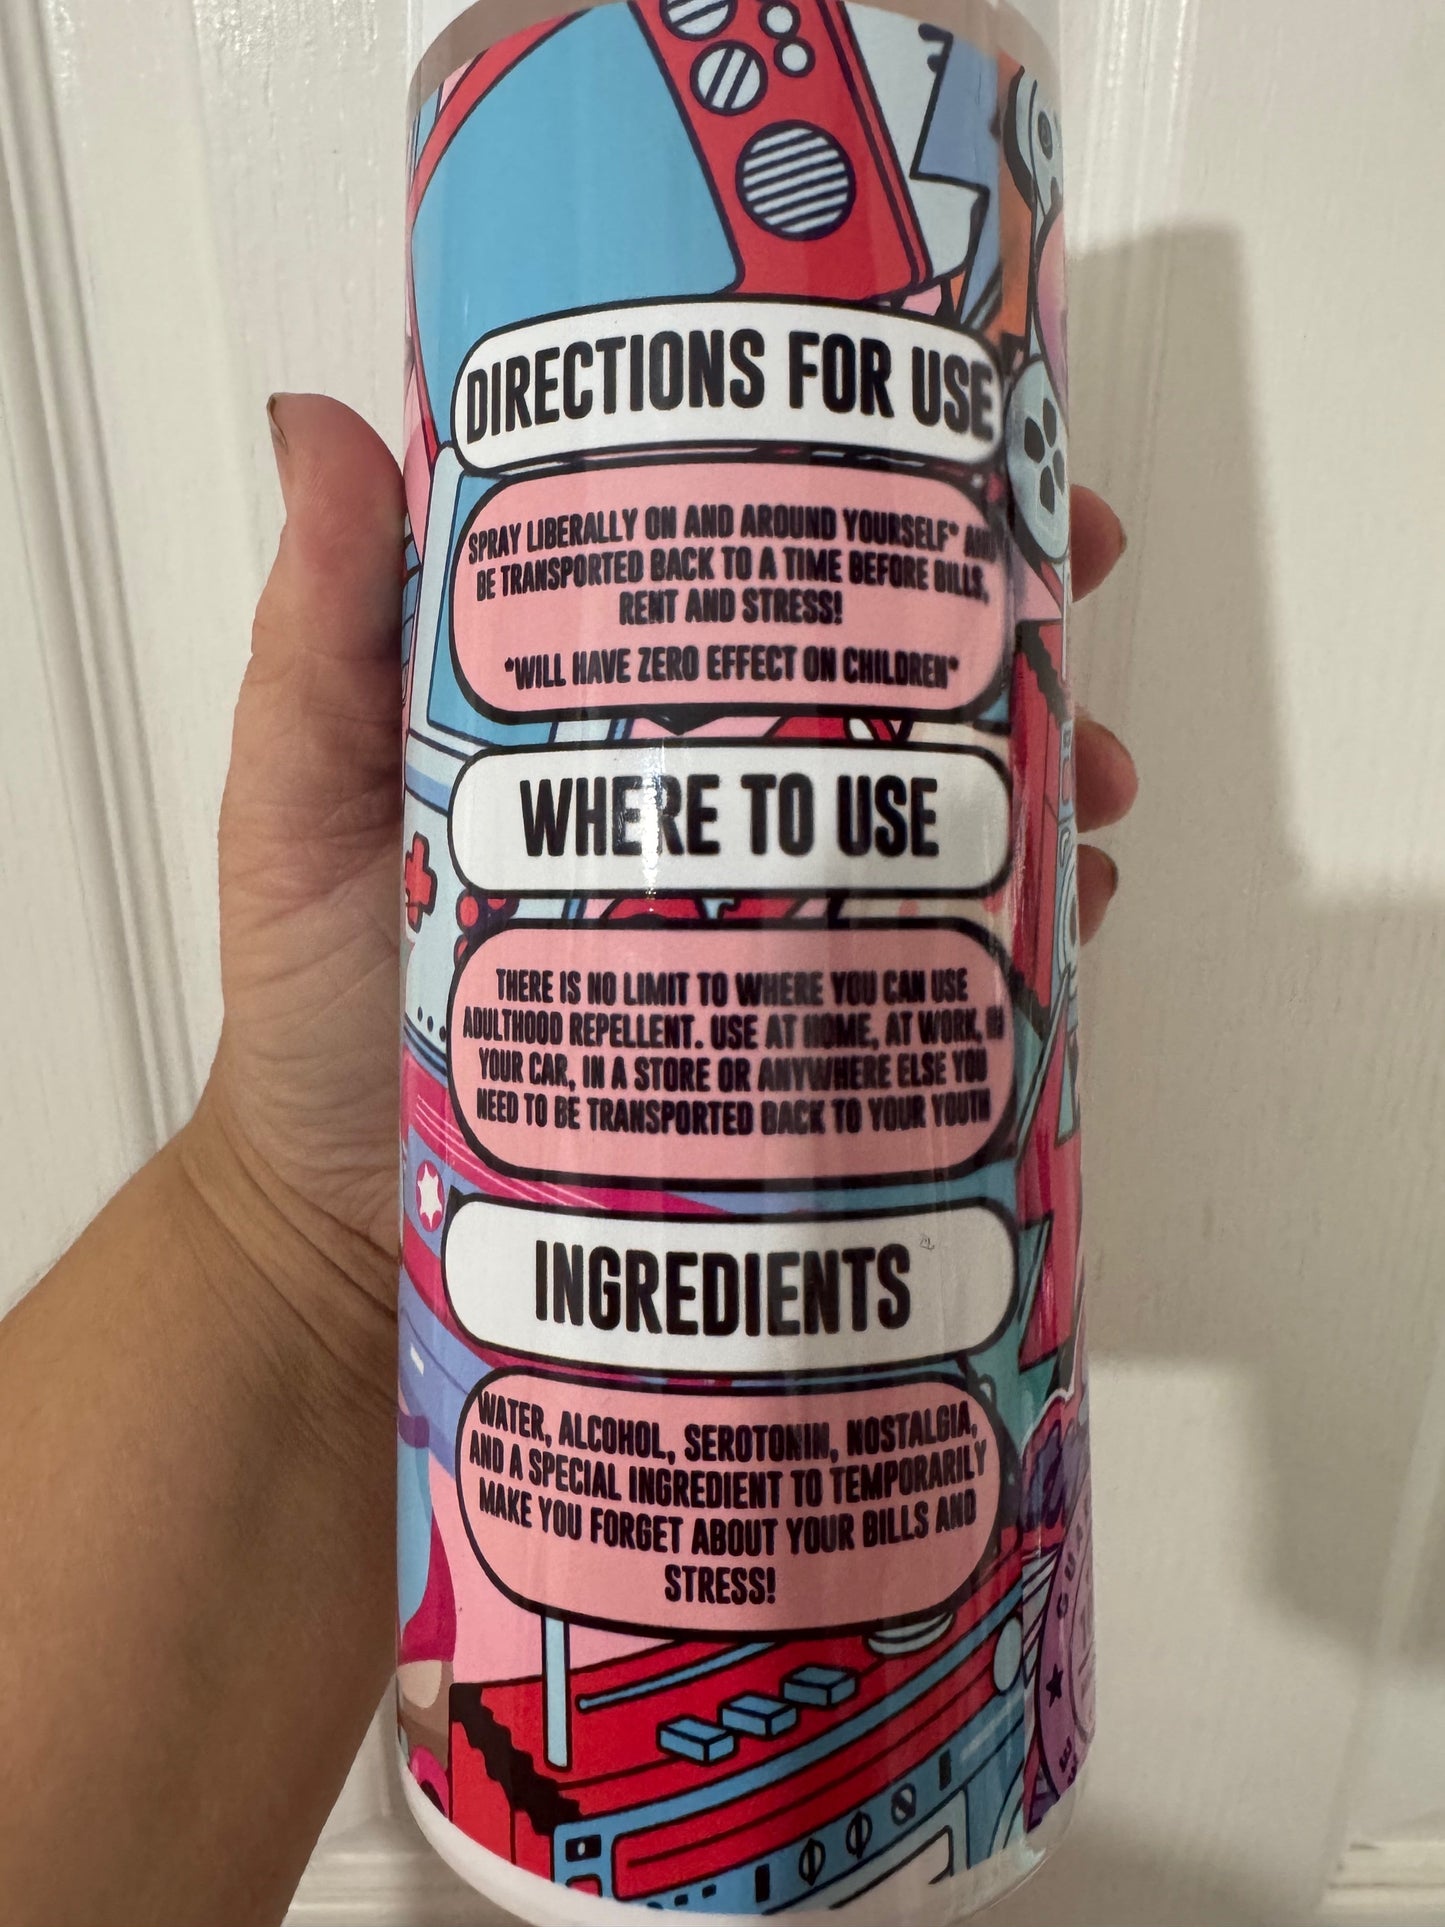 DIRECTIONS FOR USE
SPRAY LIBERALLY ON AND AROUND YOURSELF* AND
BE TRANSPORTED BACK TO A TIME BEFORE BILLS,
RENT AND STRESS!
*WILL HAVE ZERO EFFECT ON CHILDREN*
WHERE TO USE
THERE IS NO LIMIT TO WHERE YOU CAN USE
ADULTHOOD REPELLENT. USE AT HOME, AT WORK, IN
YOUR CAR, IN A STORE OR ANYWHERE ELSE YOU
NEED TO BE TRANSPORTED BACK TO YOUR YOUTH
INGREDIENTS
WATER, ALCOHOL, SEROTONIN, NOSTALGIA,
AND A SPECIAL INGREDIENT TO TEMPORARILY
MAKE YOU FORGET ABOUT YOUR BILLS AND
STRESS!